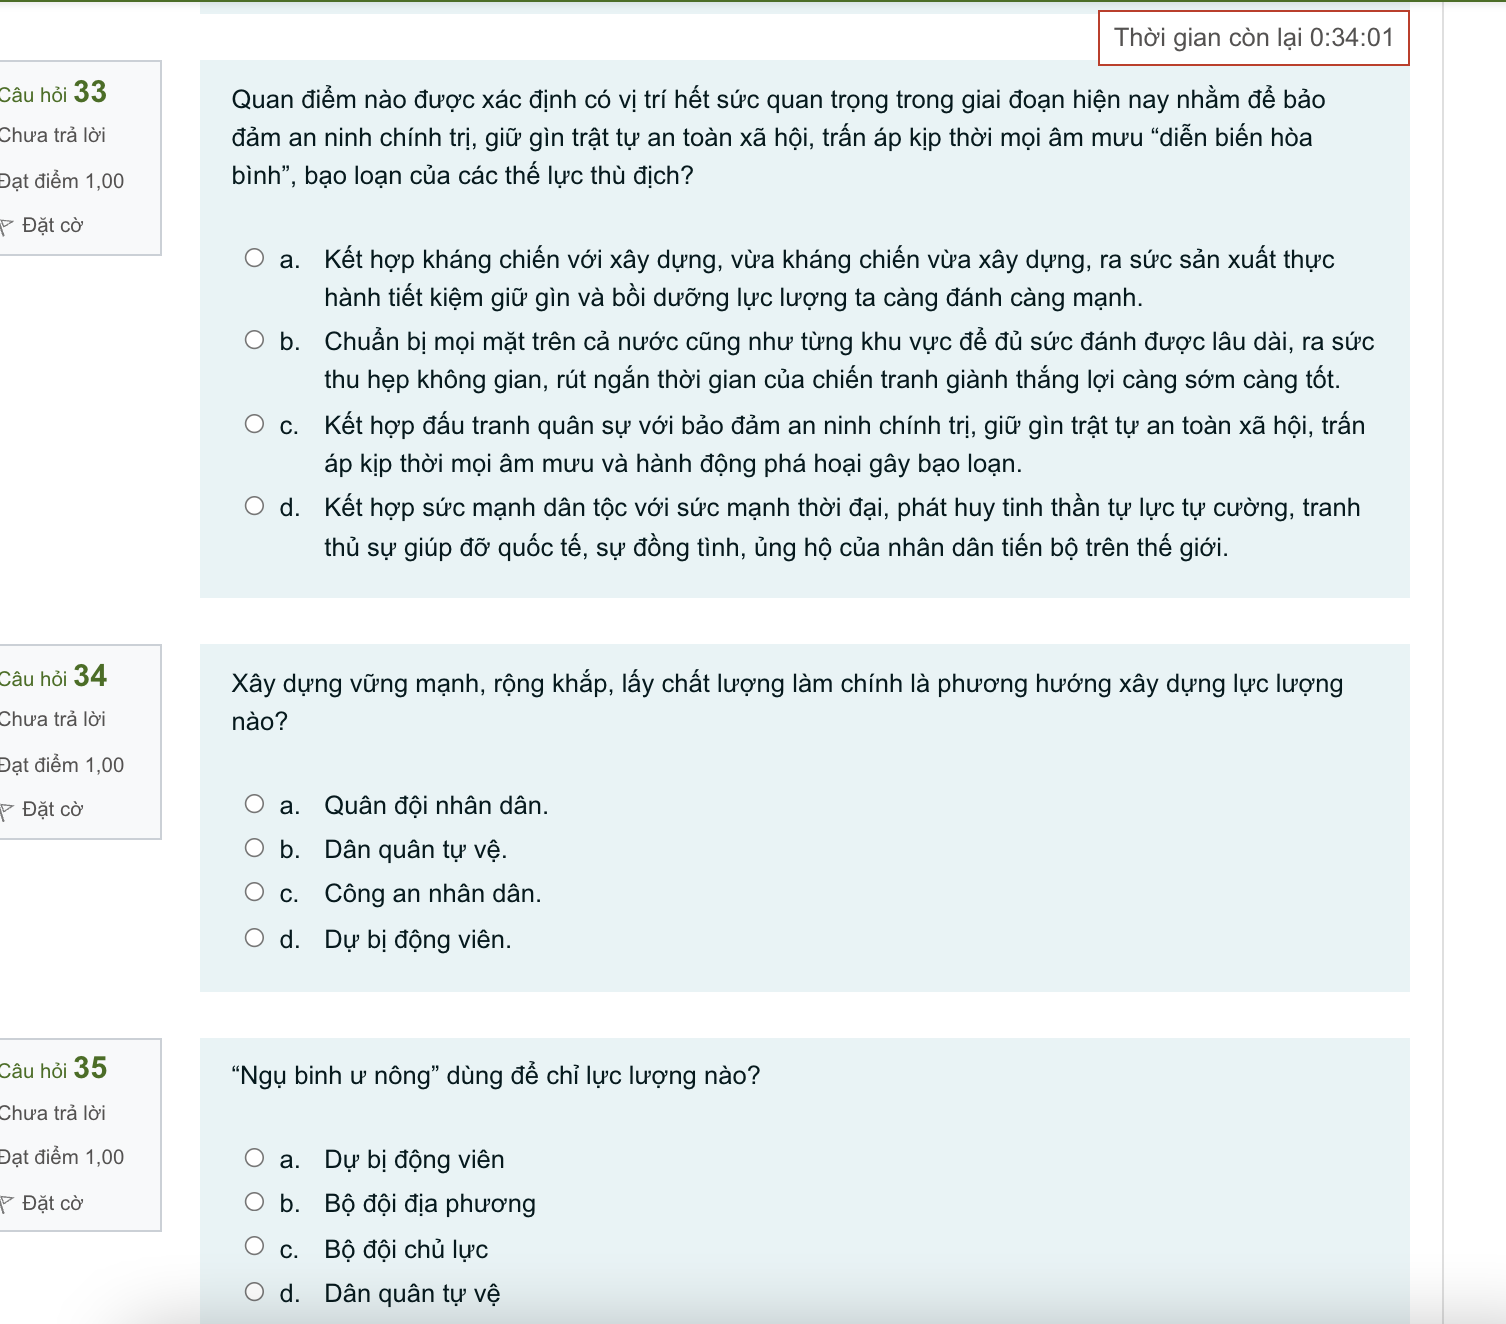 Thời gian còn lại 0:34:01
Câu hỏi 33
Chưa trả lời
Đạt điểm 1,00
Đặt cờ
Quan điểm nào được xác định có vị trí hết sức quan trọng trong giai đoạn hiện nay nhằm để bảo
đảm an ninh chính trị, giữ gìn trật tự an toàn xã hội, trấn áp kịp thời mọi âm mưu “diễn biến hòa
bình”, bạo loạn của các thế lực thù địch?
a. Kết hợp kháng chiến với xây dựng, vừa kháng chiến vừa xây dựng, ra sức sản xuất thực
hành tiết kiệm giữ gìn và bồi dưỡng lực lượng ta càng đánh càng mạnh.
b. Chuẩn bị mọi mặt trên cả nước cũng như từng khu vực để đủ sức đánh được lâu dài, ra sức
thu hẹp không gian, rút ngắn thời gian của chiến tranh giành thắng lợi càng sớm càng tốt.
c. Kết hợp đấu tranh quân sự với bảo đảm an ninh chính trị, giữ gìn trật tự an toàn xã hội, trấn
áp kịp thời mọi âm mưu và hành động phá hoại gây bạo loạn.
d. Kết hợp sức mạnh dân tộc với sức mạnh thời đại, phát huy tinh thần tự lực tự cường, tranh
thủ sự giúp đỡ quốc tế, sự đồng tình, ủng hộ của nhân dân tiến bộ trên thế giới.
Câu hỏi 34
Chưa trả lời
Đạt điểm 1,00
Đặt cờ
Xây dựng vững mạnh, rộng khắp, lấy chất lượng làm chính là phương hướng xây dựng lực lượng
nào?
a. Quân đội nhân dân.
b. Dân quân tự vệ.
c. Công an nhân dân.
d. Dự bị động viên.
Câu hỏi 35
Chưa trả lời
Đạt điểm 1,00
Đặt cờ
“Ngụ binh ư nông” dùng để chỉ lực lượng nào?
a. Dự bị động viên
b. Bộ đội địa phương
c. Bộ đội chủ lực
d. Dân quân tự vệ